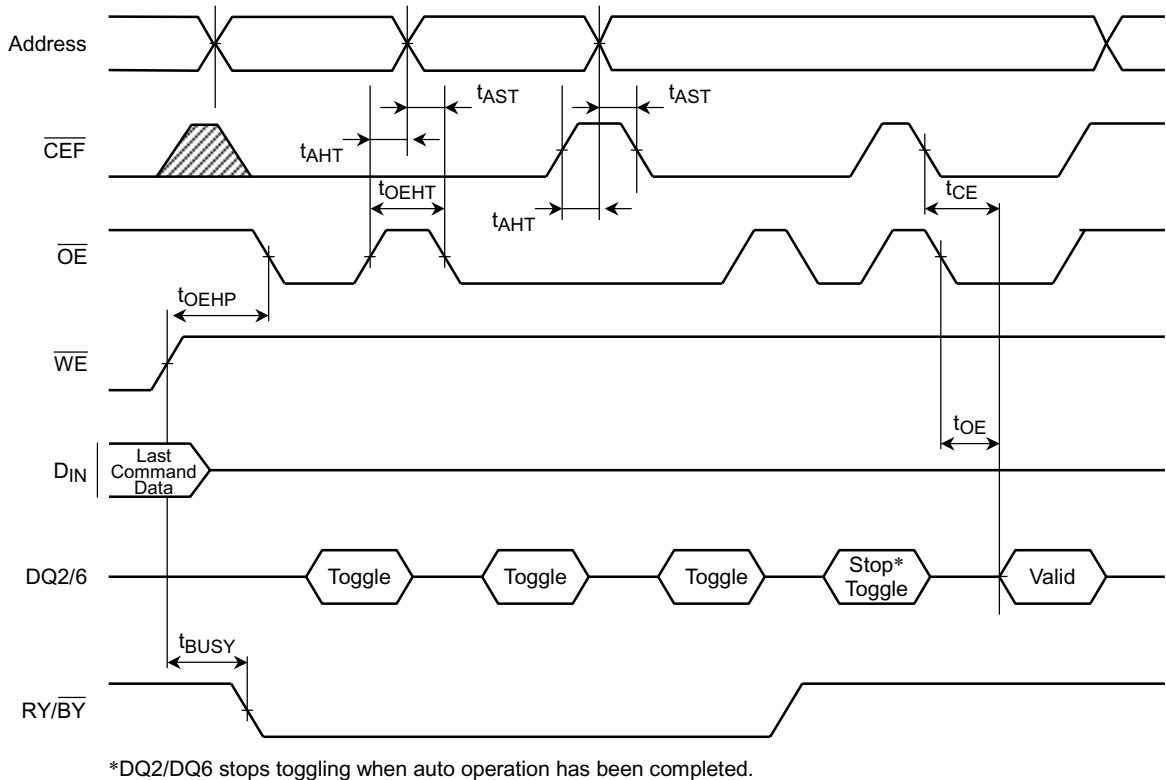 Address
tAST
tAST
CEF
tAHT
tOEHT
tCE
tAHT
OE
tOEHP
WE
tOE
DIN
Last
Command
Data
DQ2/6
Toggle
Toggle
Toggle
Stop*
Toggle
Valid
tBUSY
RY/BY
*DQ2/DQ6 stops toggling when auto operation has been completed.